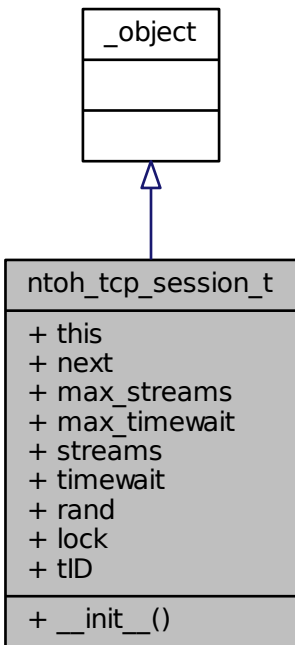 _object
ntoh_tcp_session_t
+ this
+ next
+ max_streams
+ max_timewait
+ streams
+ timewait
+ rand
+ lock
+ tID
+ __init__()